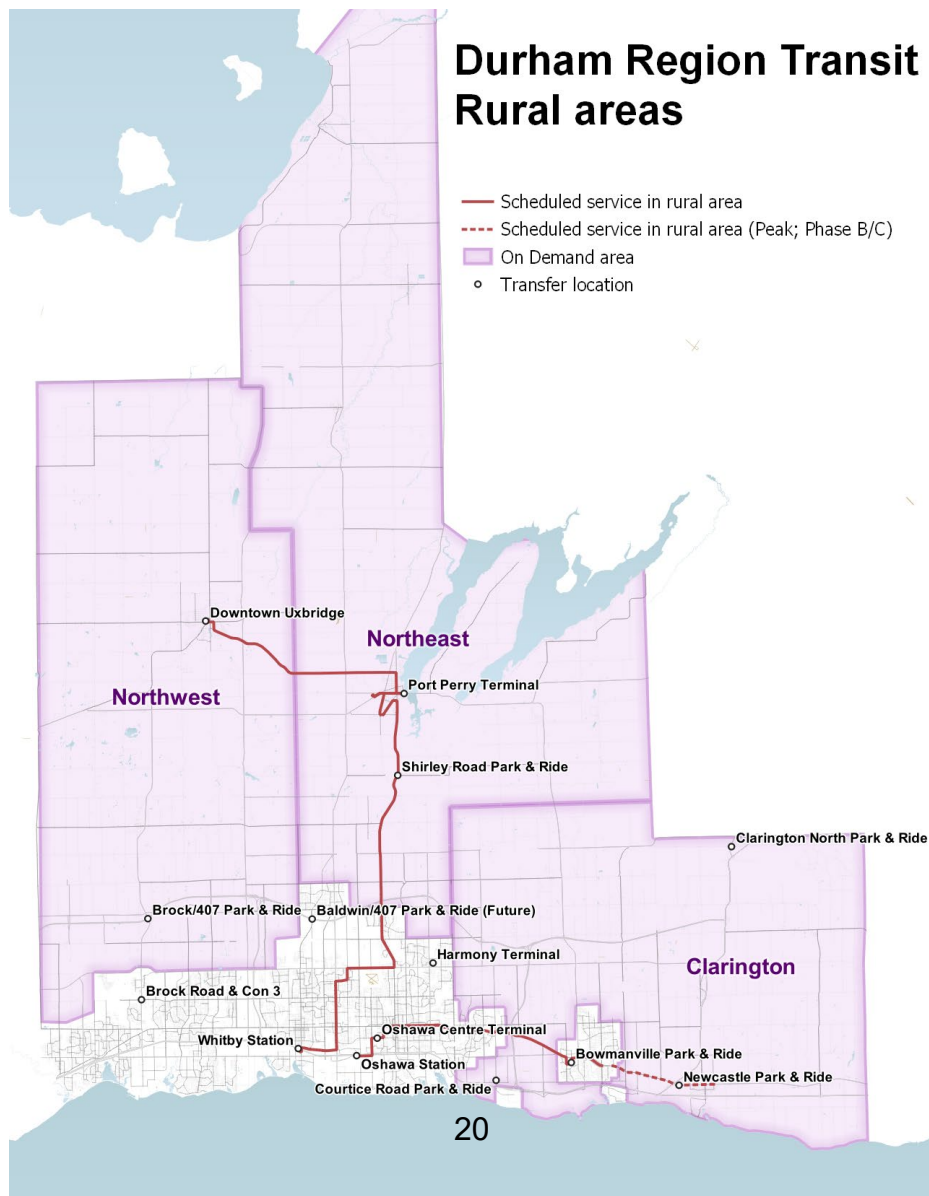 Durham Region Transit
Rural areas
Scheduled service in rural area
Scheduled service in rural area (Peak; Phase B/C)
On Demand area
Transfer location
Downtown Uxbridge
Northeast
Northwest
Port Perry Terminal
Shirley Road Park & Ride
Clarington North Park & Ride
Brock/407 Park & Ride
Baldwin/407 Park & Ride (Future)
Harmony Terminal
Clarington
Brock Road & Con 3
Oshawa Centre Terminal
Whitby Station
Bowmanville Park & Ride
Oshawa Station
Newcastle Park & Ride
Courtice Road Park & Ride
20